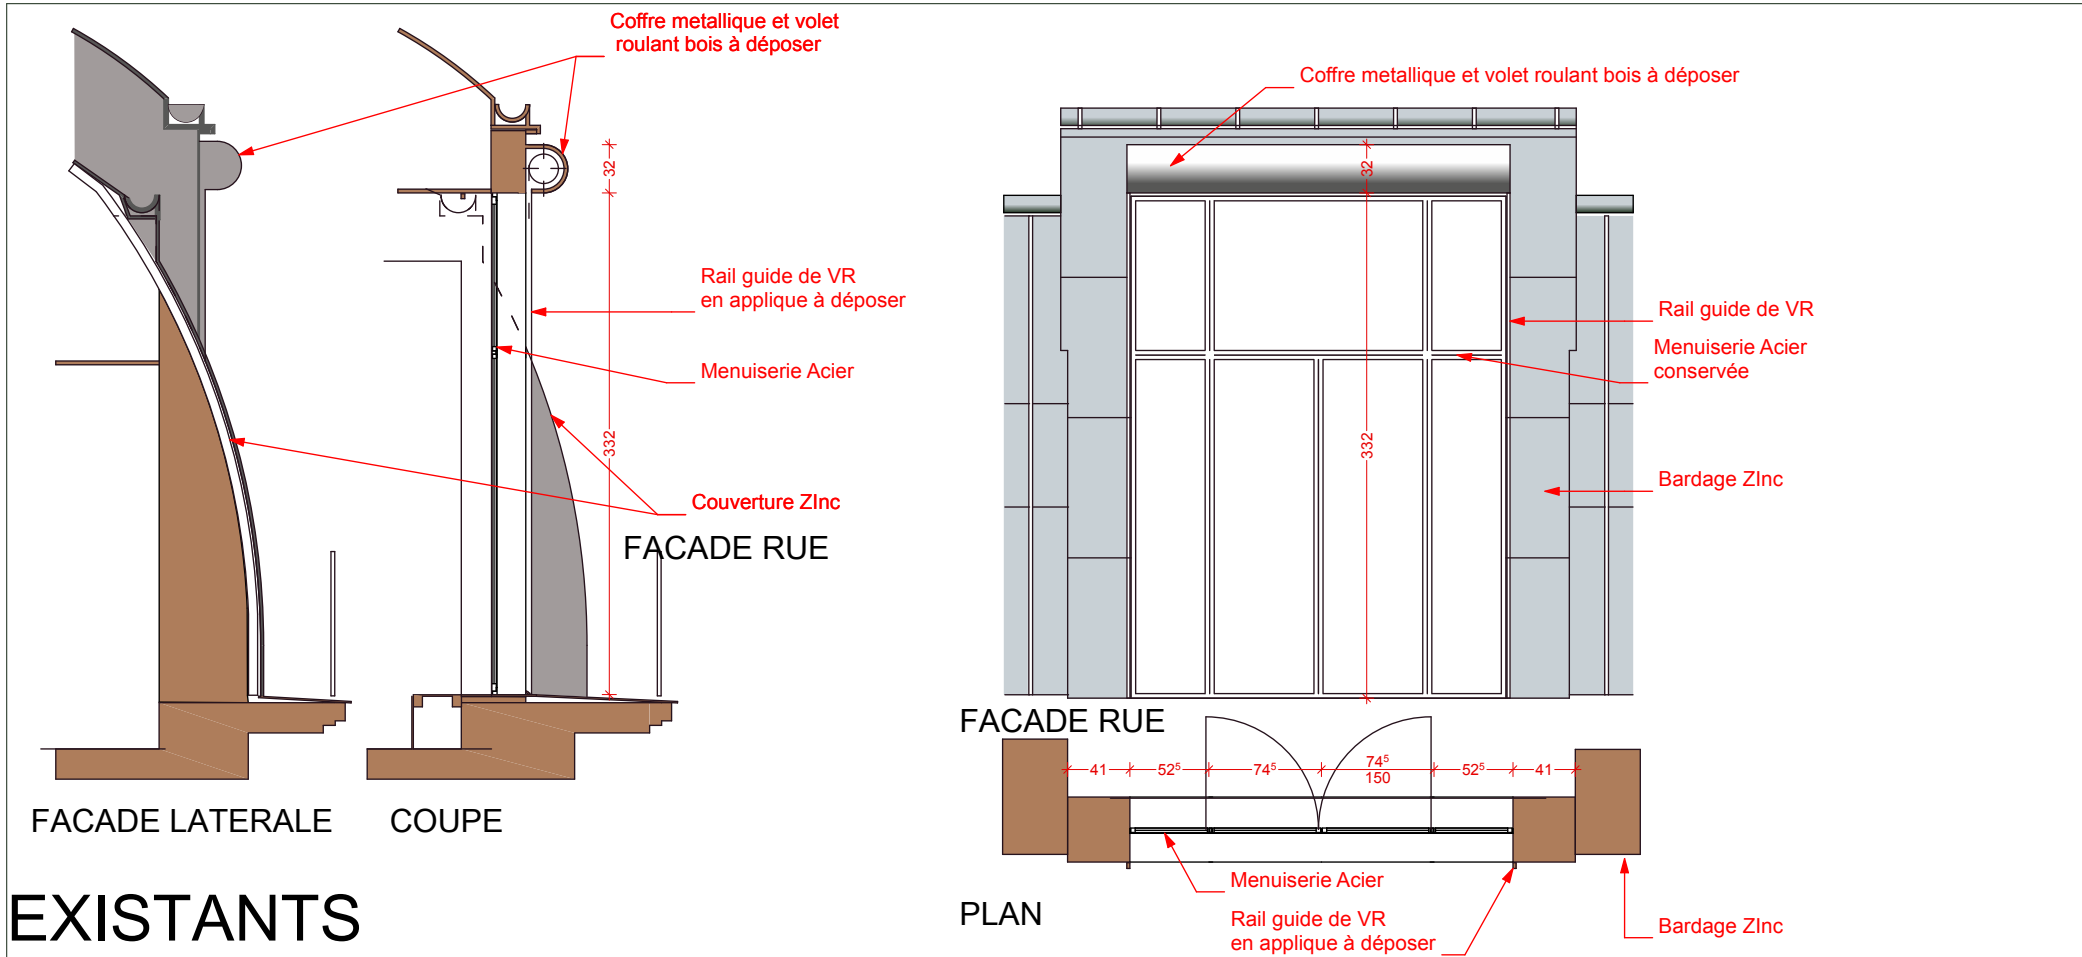 Coffre metallique et volet
roulant bois à déposer
Coffre metallique et volet roulant bois à déposer
32
32
Rail guide de VR
en applique à déposer
Rail guide de VR
Menuiserie Acier
conservée
Menuiserie Acier
332
332
Bardage ZInc
Couverture ZInc
FACADE RUE
FACADE RUE
41
52⁵
74⁵
74⁵
150
52⁵
41
FACADE LATERALE
COUPE
Menuiserie Acier
PLAN
Rail guide de VR
en applique à déposer
Bardage ZInc
EXISTANTS